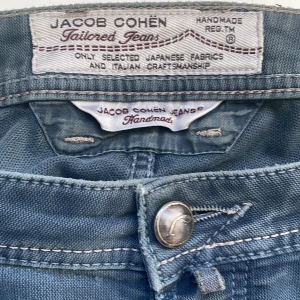 JACOB COHËN
HANDMADE
Tailored Jeans
REG.TM
®
ONLY SELECTED JAPANESE FABRICS
AND ITALIAN CRAFTSMANSHIP
JACOB COHËN JEANS
Handmade